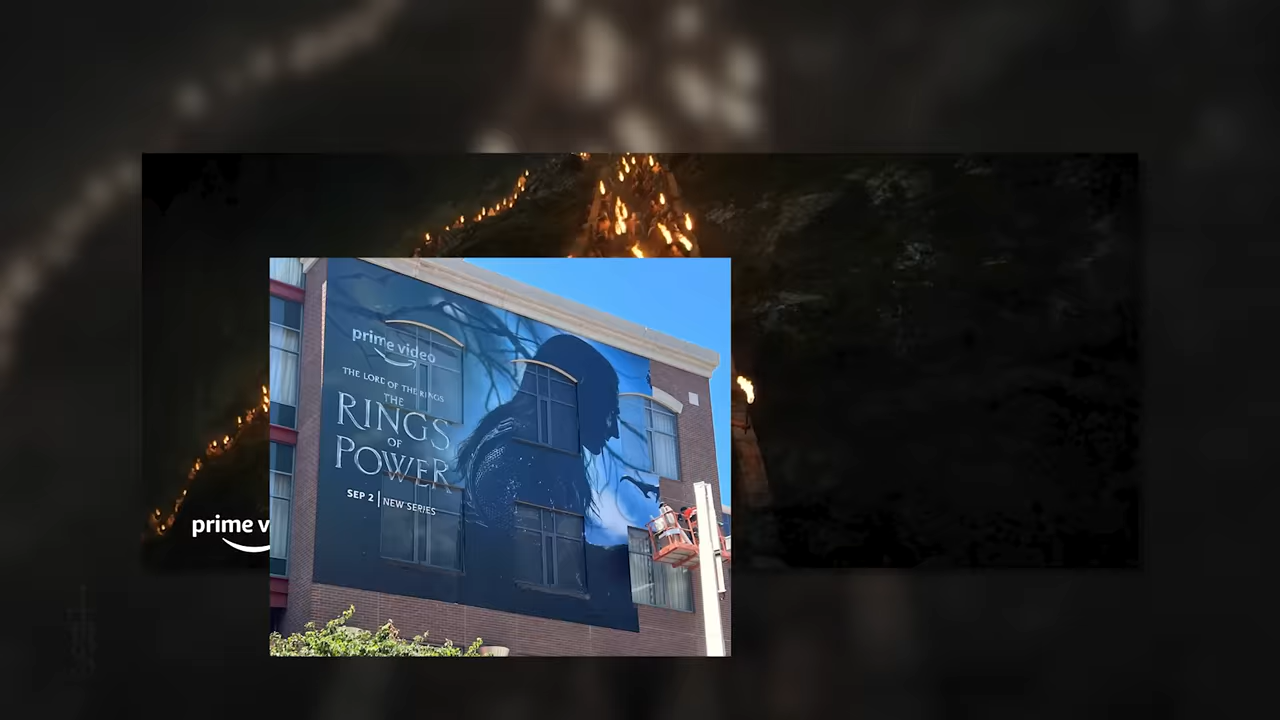 prime video
THE LORD OF THE RINGS
THE
RINGS
OF
POWER
SEP 2 | NEW SERIES
prime v